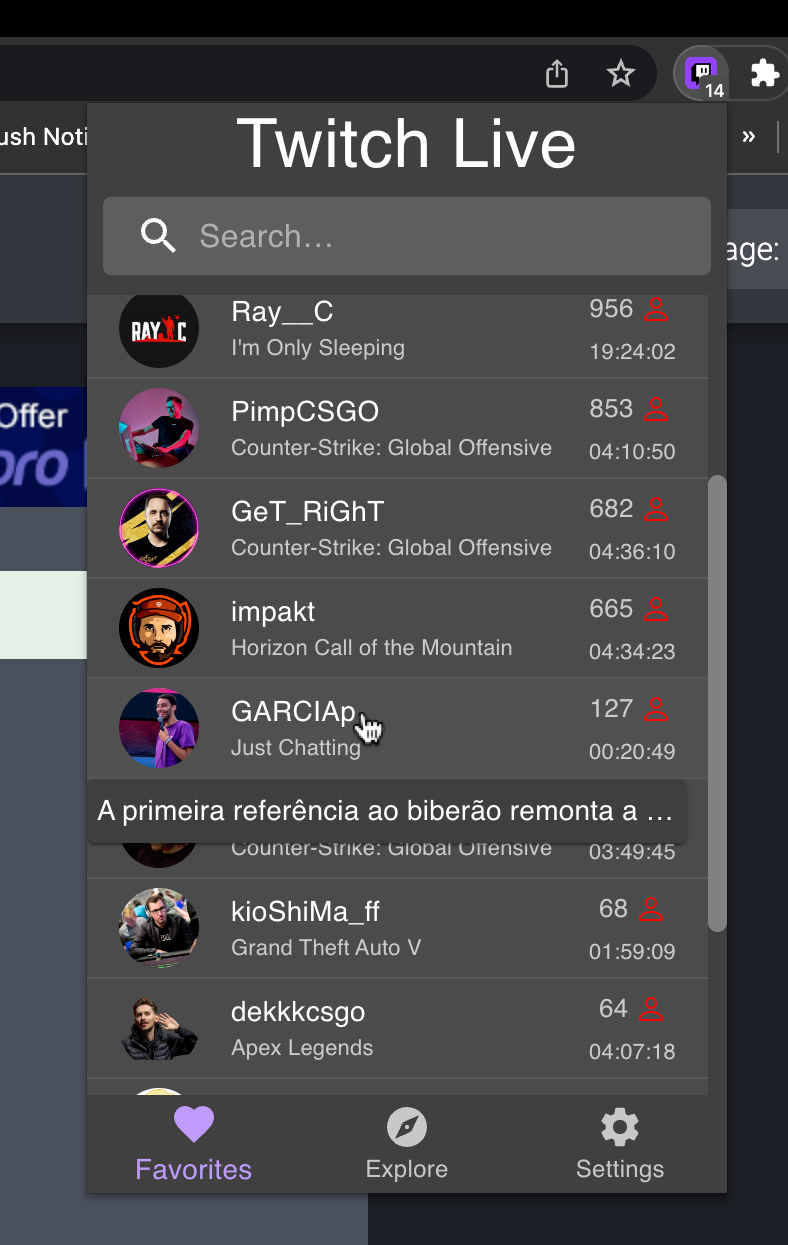 14
ush Noti
»
Twitch Live
Search...
age:
Offer
oro
RAY C
Ray__C
956
I'm Only Sleeping
19:24:02
PimpCSGO
853
Counter-Strike: Global Offensive
04:10:50
GeT_RiGhT
682
Counter-Strike: Global Offensive
04:36:10
impakt
665
Horizon Call of the Mountain
04:34:23
GARCIAp
127
Just Chatting
00:20:49
A primeira referência ao biberão remonta a ...
Counter-Strike: Global Offensive
03:49:45
kioShiMa_ff
68
Grand Theft Auto V
01:59:09
dekkkcsgo
64
Apex Legends
04:07:18
Favorites
Explore
Settings